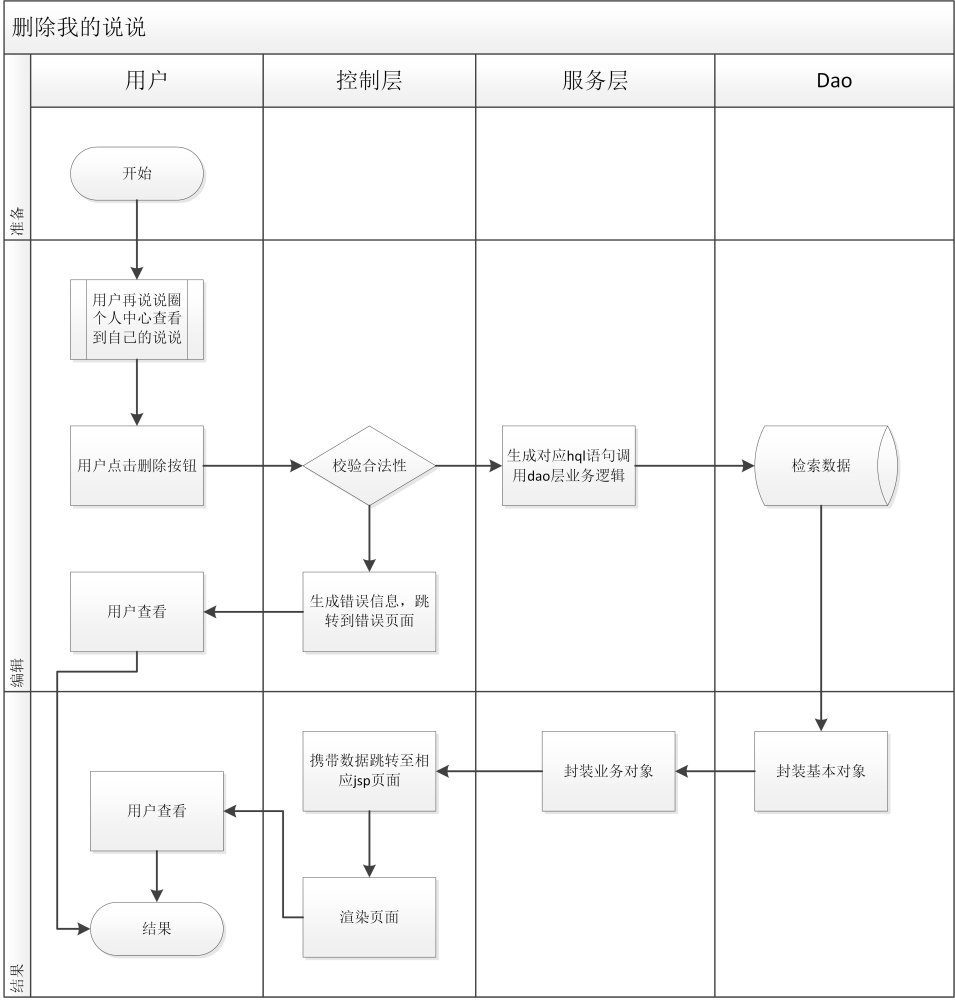 删除我的说说
用户
控制层
服务层
Dao
准备
开始
编辑
用户再说说圈
个人中心查看
到自己的说说
用户点击删除按钮
校验合法性
生成对应hql语句调
用dao层业务逻辑
检索数据
用户查看
生成错误信息，跳
转到错误页面
结果
携带数据跳转至相
应jsp页面
封装业务对象
封装基本对象
用户查看
渲染页面
结果